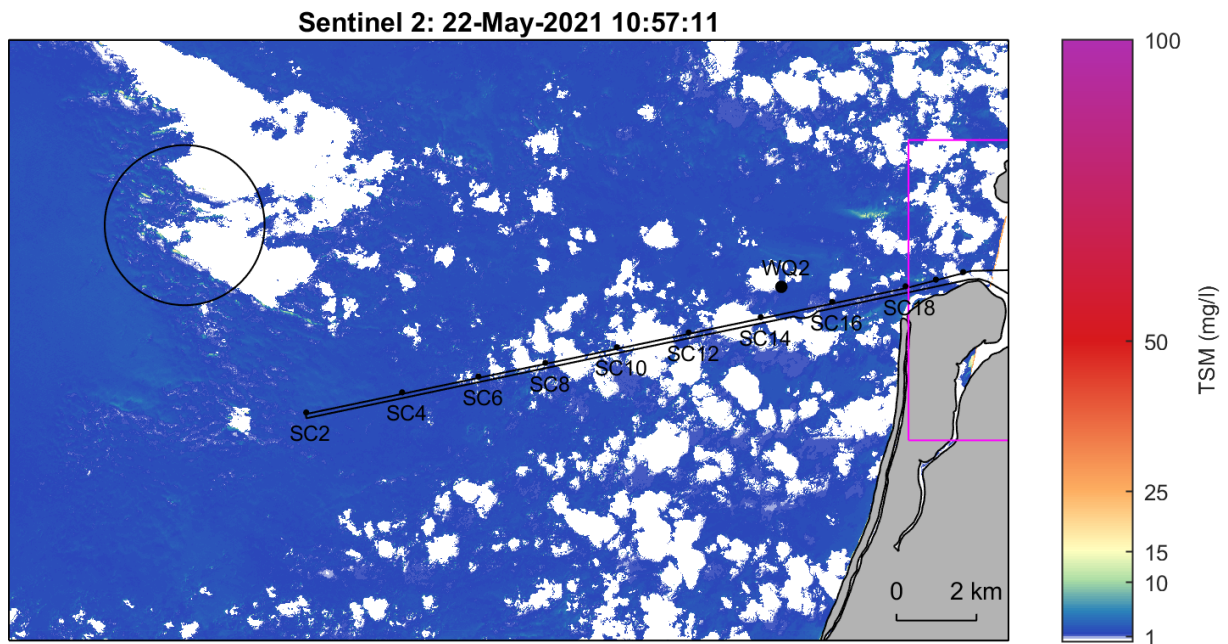 Sentinel 2: 22-May-2021 10:57:11
WQ2
SC18
SC16
SC14
SC12
SC10
SC8
SC6
SC4
SC2
0 2 km
100
50
25
15
10
1
TSM (mg/l)